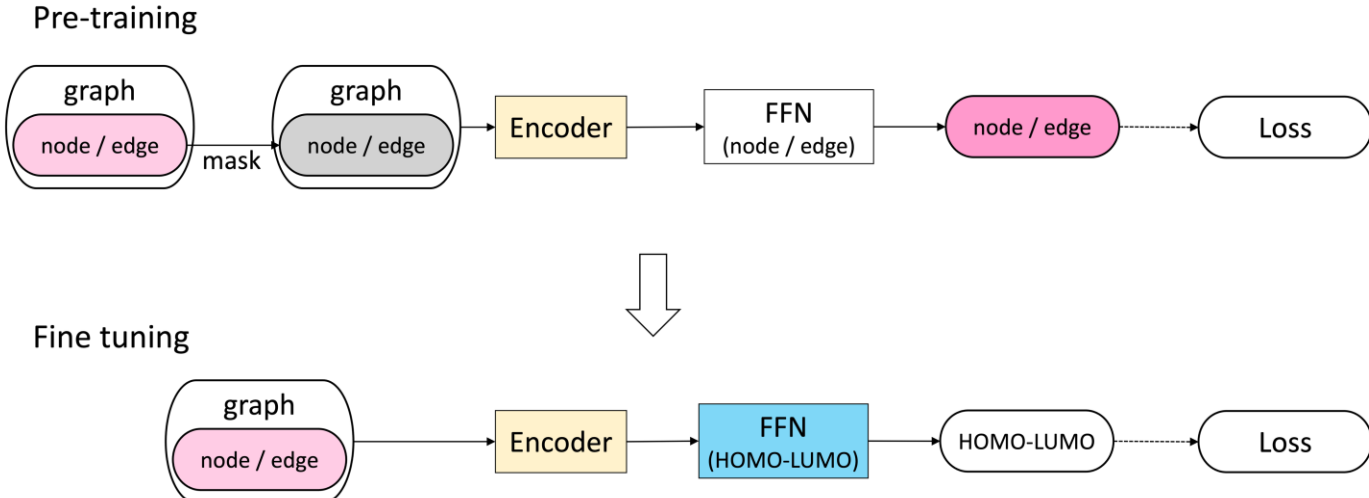 Pre-training
graph
node / edge
mask
graph
node / edge
Encoder
FFN
(node / edge)
node / edge
Loss
Fine tuning
graph
node / edge
Encoder
FFN
(HOMO-LUMO)
HOMO-LUMO
Loss